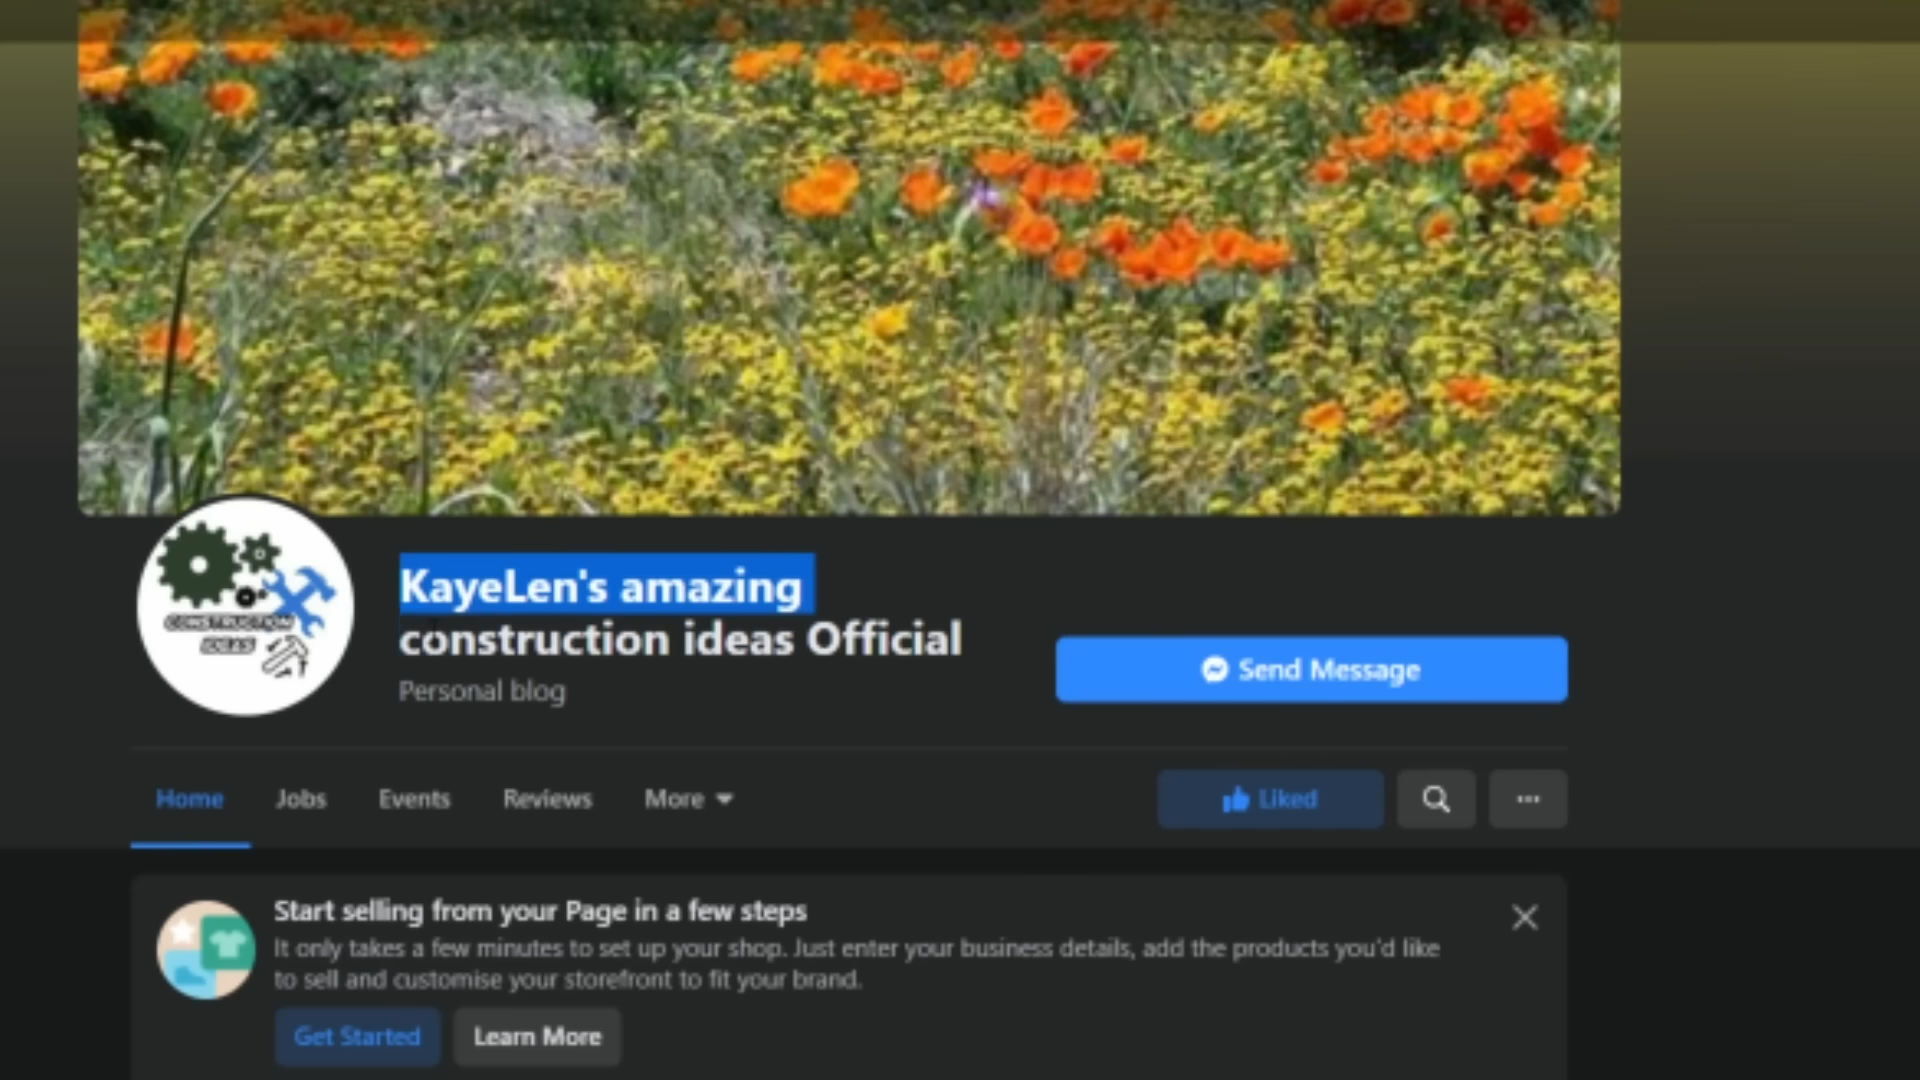 CONSTRUCTION
IDEAS
KayeLen's amazing
construction ideas Official
Personal blog
Send Message
Home Jobs Events Reviews More
Liked
Start selling from your Page in a few steps
It only takes a few minutes to set up your shop. Just enter your business details, add the products you'd like
to sell and customise your storefront to fit your brand.
Get Started Learn More